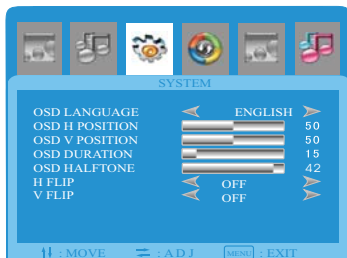 SYSTEM
OSD LANGUAGE ENGLISH
OSD H POSITION 50
OSD V POSITION 50
OSD DURATION 15
OSD HALFTONE 42
H FLIP OFF
V FLIP OFF
: MOVE : A D J MENU : EXIT